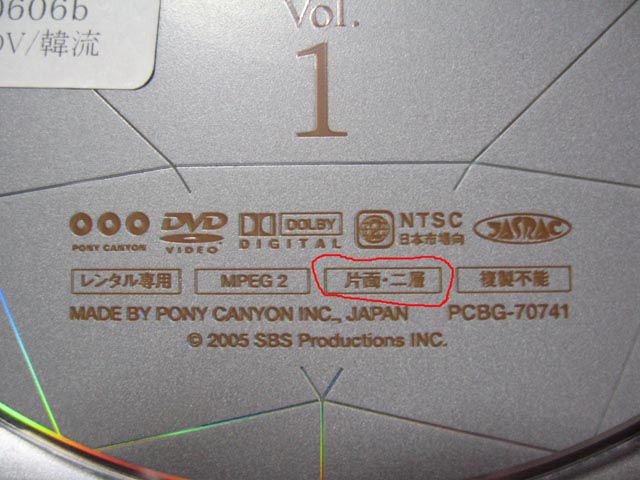 0606b
DV/韓流
Vol.
1
PONY CANYON
DVD
VIDEO
DOLBY
DIGITAL
NTSC
日本市場向
JASRAC
レンタル専用
MPEG 2
片面・二層
複製不能
MADE BY PONY CANYON INC., JAPAN PCBG-70741
© 2005 SBS Productions INC.